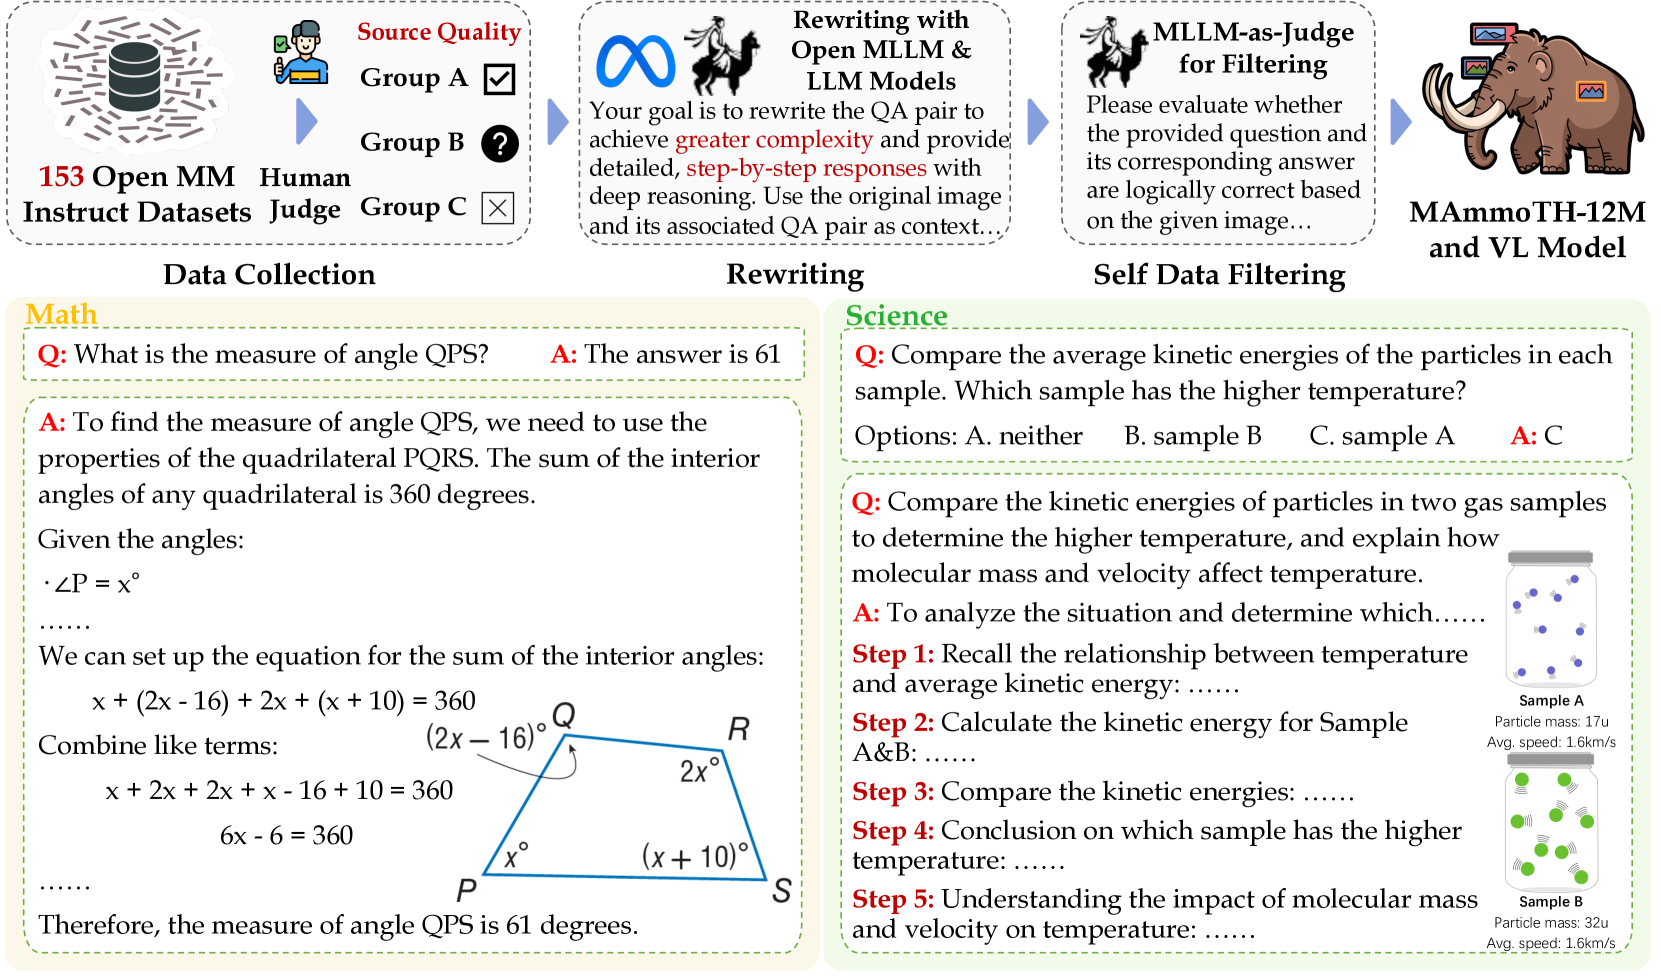 153 Open MM
Instruct Datasets
Human
Judge
Source Quality
Group A
Group B
?
Group C
Data Collection
Rewriting with
Open MLLM &
LLM Models
Your goal is to rewrite the QA pair to
achieve greater complexity and provide
detailed, step-by-step responses with
deep reasoning. Use the original image
and its associated QA pair as context...
Rewriting
MLLM-as-Judge
for Filtering
Please evaluate whether
the provided question and
its corresponding answer
are logically correct based
on the given image...
Self Data Filtering
MAmmoTH-12M
and VL Model
Math
Q: What is the measure of angle QPS? A: The answer is 61
A: To find the measure of angle QPS, we need to use the
properties of the quadrilateral PQRS. The sum of the interior
angles of any quadrilateral is 360 degrees.
Given the angles:
·∠P = x°
......
We can set up the equation for the sum of the interior angles:
x + (2x - 16) + 2x + (x + 10) = 360
Combine like terms:
x + 2x + 2x + x - 16 + 10 = 360
6x - 6 = 360
......
Therefore, the measure of angle QPS is 61 degrees.
Q
(2x – 16)°
R
2x°
x°
(x + 10)°
P
S
Science
Q: Compare the average kinetic energies of the particles in each
sample. Which sample has the higher temperature?
Options: A. neither B. sample B C. sample A A: C
Q: Compare the kinetic energies of particles in two gas samples
to determine the higher temperature, and explain how
molecular mass and velocity affect temperature.
A: To analyze the situation and determine which......
Step 1: Recall the relationship between temperature
and average kinetic energy: ......
Step 2: Calculate the kinetic energy for Sample
A&B: ......
Step 3: Compare the kinetic energies: ......
Step 4: Conclusion on which sample has the higher
temperature: ......
Step 5: Understanding the impact of molecular mass
and velocity on temperature: ......
Sample A
Particle mass: 17u
Avg. speed: 1.6km/s
Sample B
Particle mass: 32u
Avg. speed: 1.6km/s